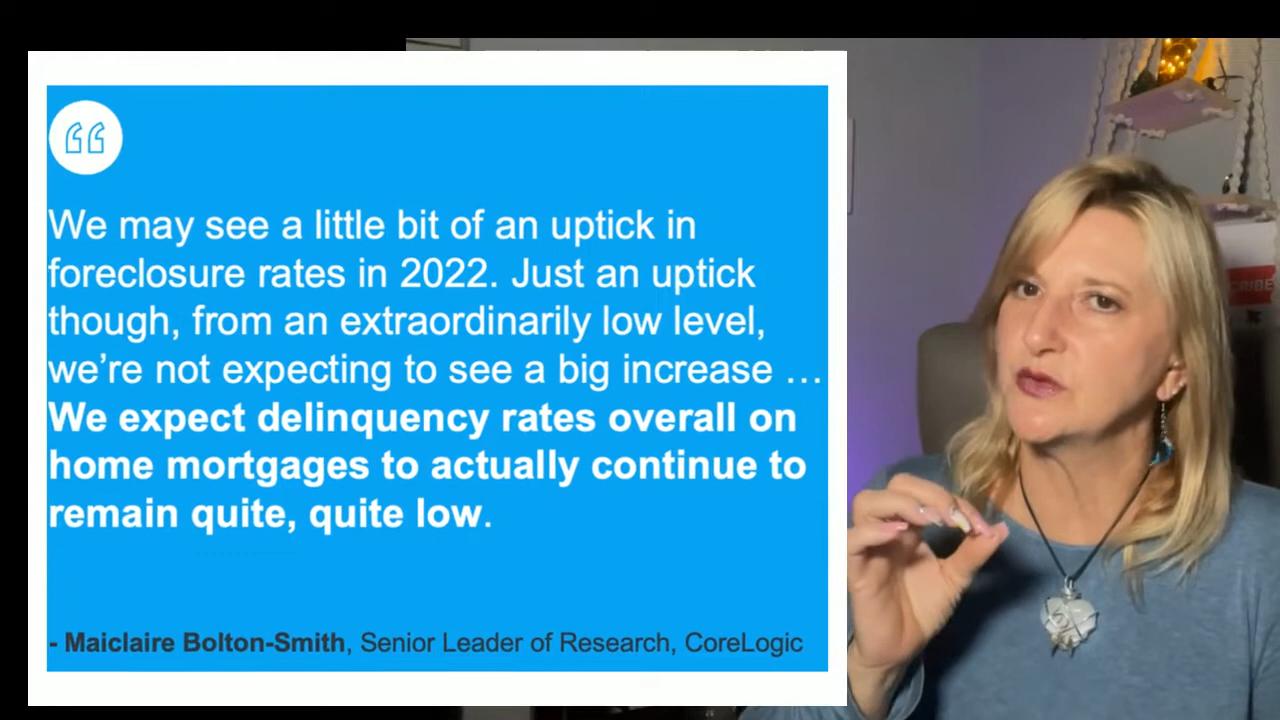 We may see a little bit of an uptick in
foreclosure rates in 2022. Just an uptick
though, from an extraordinarily low level,
we’re not expecting to see a big increase …
We expect delinquency rates overall on
home mortgages to actually continue to
remain quite, quite low.
- Maiclaire Bolton-Smith, Senior Leader of Research, CoreLogic
CRIBE